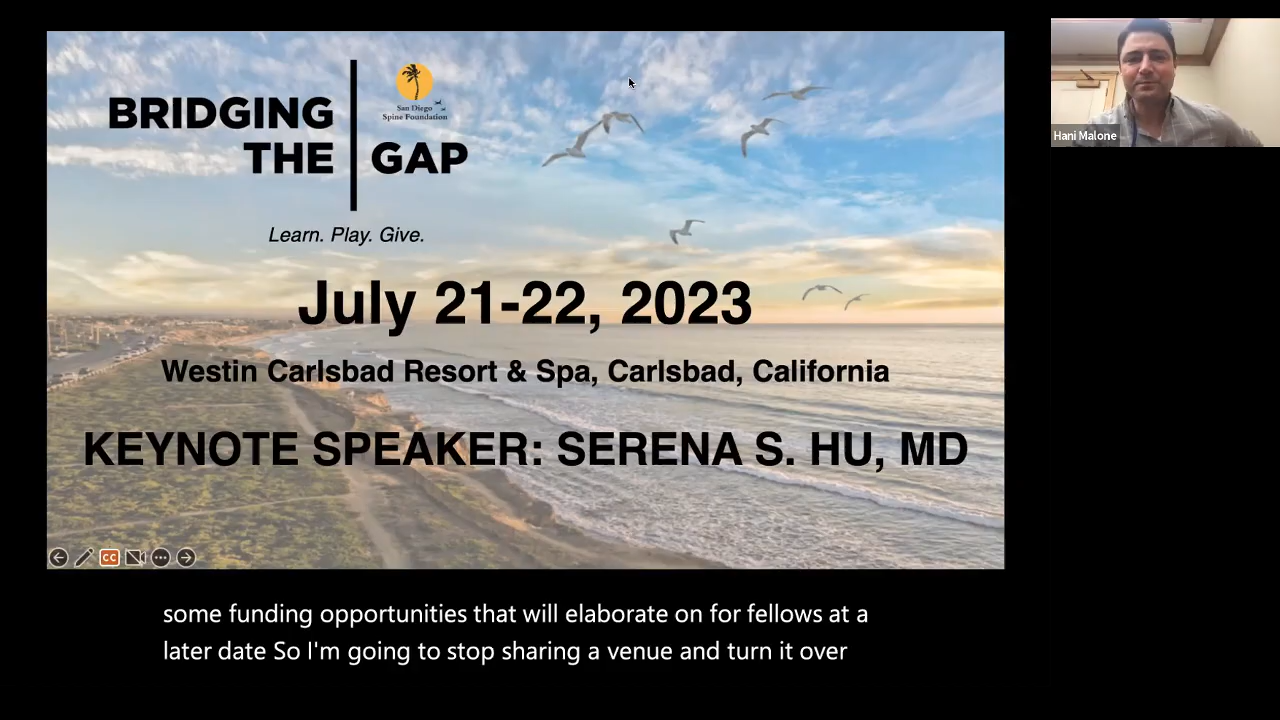 BRIDGING
THE
GAP
San Diego
Spine Foundation
Learn. Play. Give.
July 21-22, 2023
Westin Carlsbad Resort & Spa, Carlsbad, California
KEYNOTE SPEAKER: SERENA S. HU, MD
CC
Hani Malone
some funding opportunities that will elaborate on for fellows at a
later date So I'm going to stop sharing a venue and turn it over